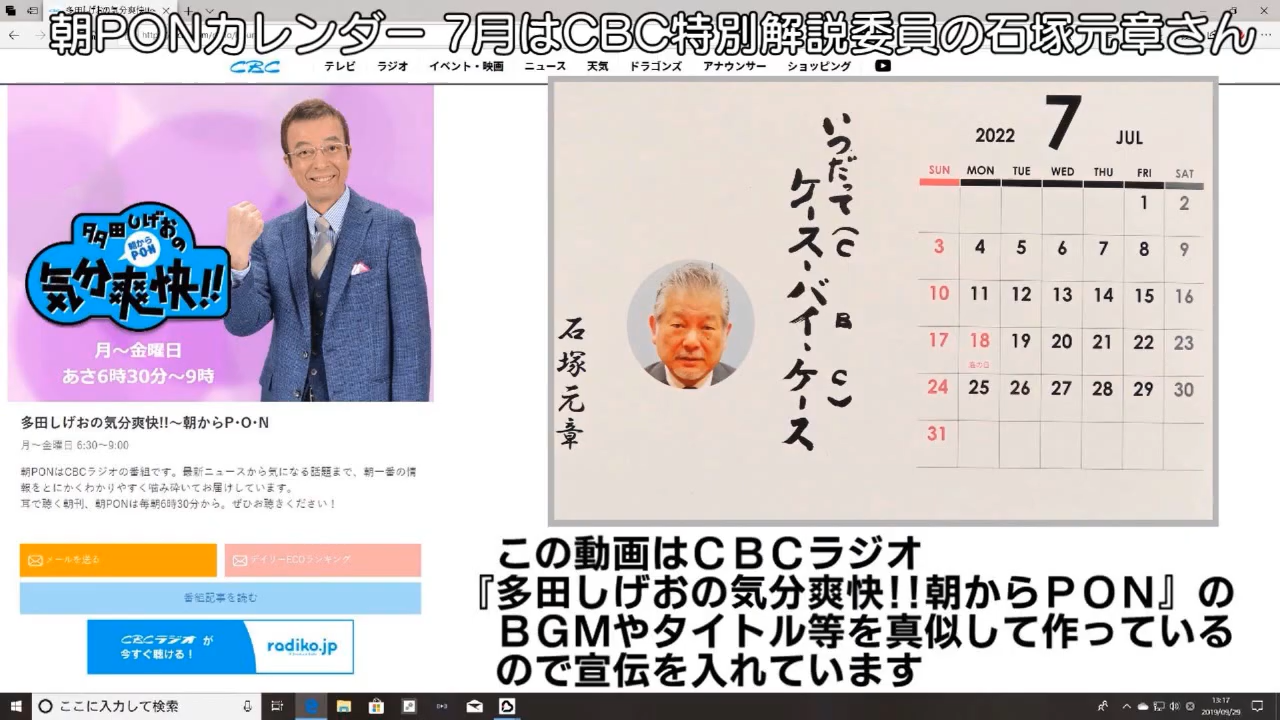 多田しげおの気分爽快!!～
朝PONカレンダー 7月はCBC特別解説委員の石塚元章さん
CBC テレビ ラジオ イベント・映画 ニュース 天気 ドラゴンズ アナウンサー ショッピング
多田しげおの
朝から
P・O・N
気分爽快!!
月〜金曜日
あさ6時30分〜9時
多田しげおの気分爽快!!〜朝からP・O・N
月〜金曜日 6:30〜9:00
朝PONはCBCラジオの番組です。最新ニュースから気になる話題まで、朝一番の情
報をとにかくわかりやすく噛み砕いてお届けしています。
耳で聴く朝刊、朝PONは毎朝6時30分から。ぜひお聴きください！
メールを送る デイリーECOランキング
番組記事を読む
CBCラジオ が
今すぐ聴ける！
radiko.jp
いつだって(C B C)
ケース・バイ・ケース
石塚元章
2022 7 JUL
SUN MON TUE WED THU FRI SAT
1 2
3 4 5 6 7 8 9
10 11 12 13 14 15 16
17 18 19 20 21 22 23
海の日
24 25 26 27 28 29 30
31
この動画はＣＢＣラジオ
『多田しげおの気分爽快!!朝からＰＯＮ』の
ＢＧＭやタイトル等を真似して作っている
ので宣伝を入れています
ここに入力して検索
13:17
2019/09/29